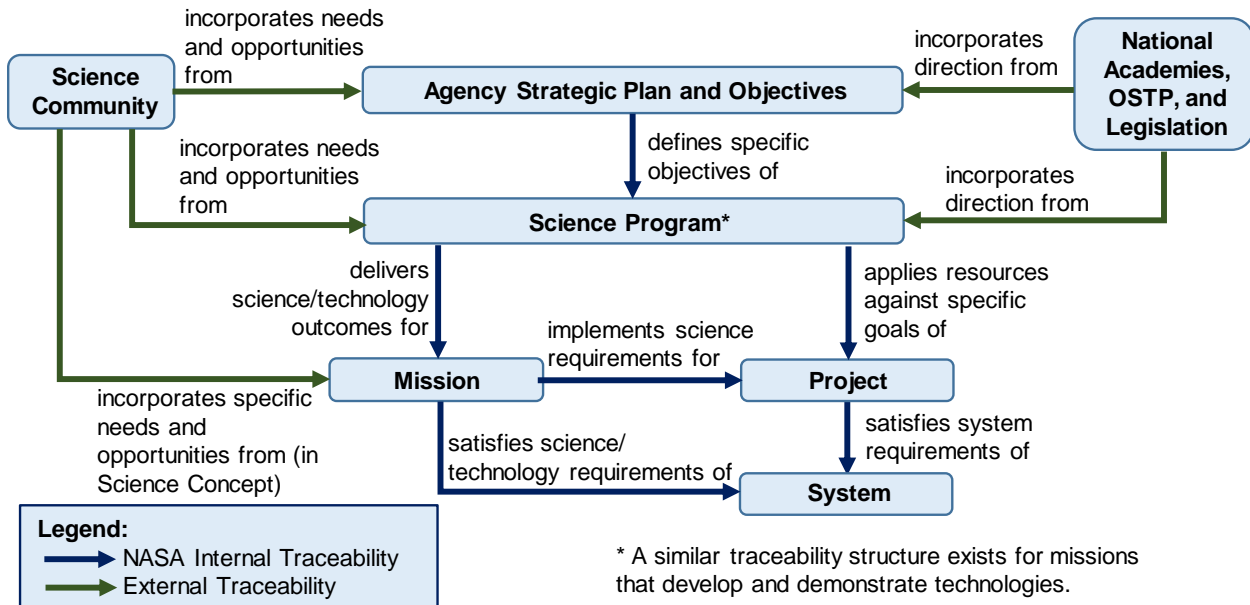 incorporates needs
and opportunities
from
Science
Community
Agency Strategic Plan and Objectives
incorporates
direction from
National
Academies,
OSTP, and
Legislation
incorporates needs
and opportunities
from
defines specific
objectives of
incorporates
direction from
Science Program*
delivers
science/technology
outcomes for
applies resources
against specific
goals of
implements science
requirements for
Mission
Project
incorporates specific
needs and
opportunities from (in
Science Concept)
satisfies science/
technology requirements of
satisfies system
requirements of
System
Legend:
NASA Internal Traceability
External Traceability
* A similar traceability structure exists for missions
that develop and demonstrate technologies.